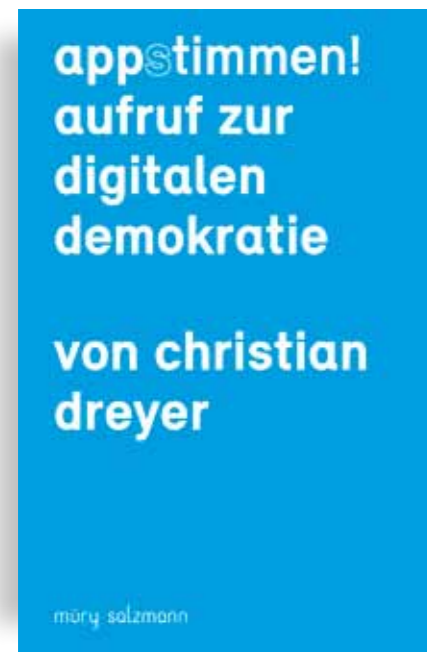 appstimmen!
aufruf zur
digitalen
demokratie
von christian
dreyer
müry salzmann